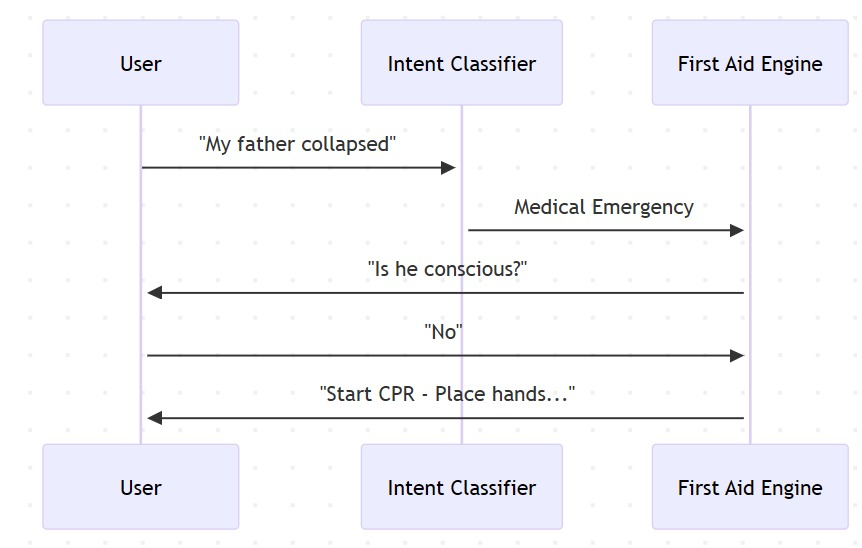 User
Intent Classifier
First Aid Engine
"My father collapsed"
Medical Emergency
"Is he conscious?"
"No"
"Start CPR - Place hands..."
User
Intent Classifier
First Aid Engine